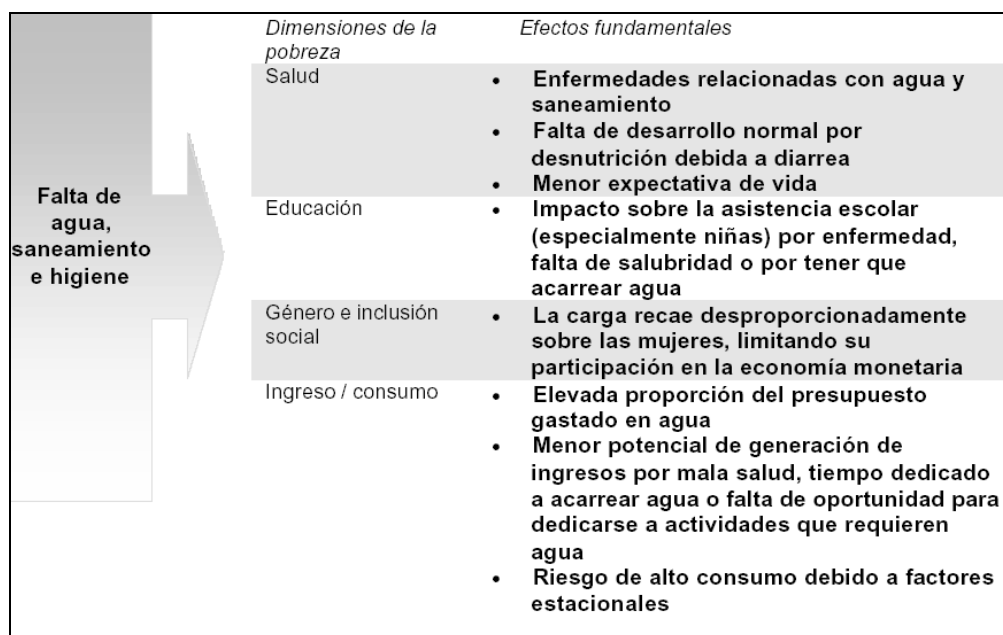 Dimensiones de la
pobreza
Efectos fundamentales
Falta de
agua,
saneamiento
e higiene
Salud
• Enfermedades relacionadas con agua y
saneamiento
• Falta de desarrollo normal por
desnutrición debida a diarrea
• Menor expectativa de vida
Educación
• Impacto sobre la asistencia escolar
(especialmente niñas) por enfermedad,
falta de salubridad o por tener que
acarrear agua
Género e inclusión
social
• La carga recae desproporcionadamente
sobre las mujeres, limitando su
participación en la economía monetaria
Ingreso / consumo
• Elevada proporción del presupuesto
gastado en agua
• Menor potencial de generación de
ingresos por mala salud, tiempo dedicado
a acarrear agua o falta de oportunidad para
dedicarse a actividades que requieren
agua
• Riesgo de alto consumo debido a factores
estacionales